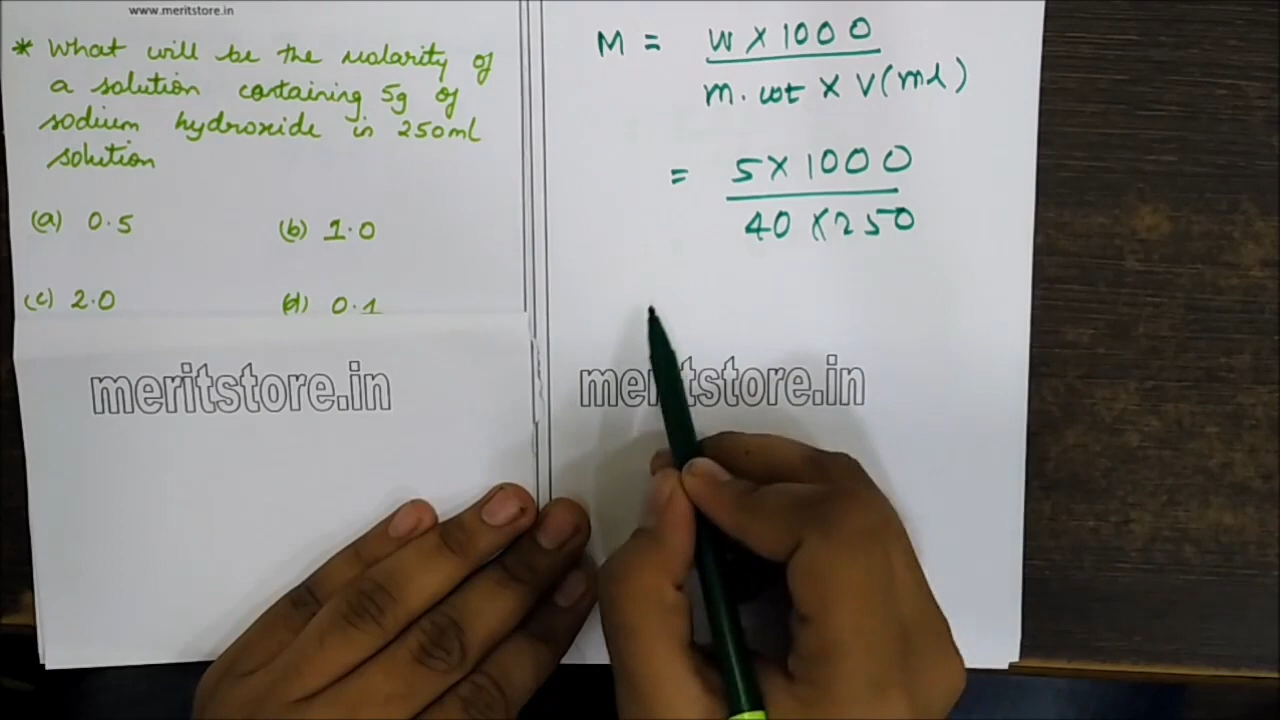 www.meritstore.in
* What will be the molarity of
a solution containing 5g of
sodium hydroxide in 250ml
solution
(a) 0.5 (b) 1.0
(c) 2.0 (d) 0.1
meritstore.in
M = W X 1000
m. wt X V(ml)
= 5 X 1000
40 X 250
meritstore.in